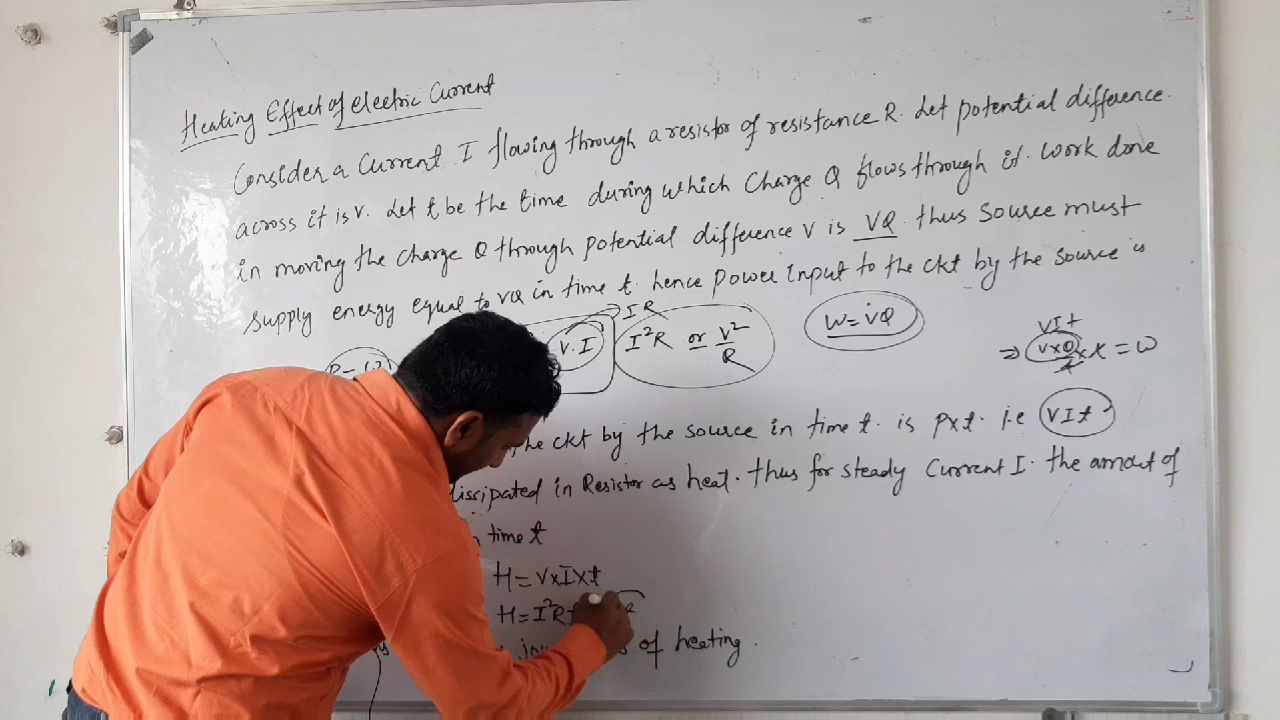 Heating Effect of electric Current
Consider a Current I flowing through a resistor of resistance R. Let potential difference.
across it is V. Let t be the time during which Charge Q flows through it. Work done
in moving the charge Q through potential difference V is VQ. thus Source must
supply energy equal to VQ in time t. hence power input to the ckt by the source is
V.I IR I²R or V²/R W=VQ VIt ⇒ VxQ/t x t = W
the ckt by the source in time t. is Pxt. i.e VIt
dissipated in Resistor as heat. thus for steady Current I. the amout of
time t
H=VxIxt
H=I²R
of heating.